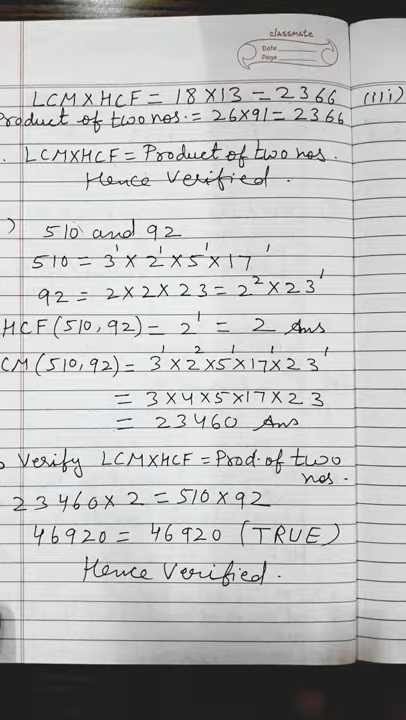 classmate
Date
Page
LCM X HCF = 18 X 13 = 2366 (iii)
Product of two nos. = 26 X 91 = 2366
. LCM X HCF = Product of two nos.
Hence Verified.
) 510 and 92
510 = 3¹ X 2¹ X 5¹ X 17¹
92 = 2 X 2 X 23 = 2² X 23¹
HCF (510, 92) = 2¹ = 2 Ans
CM (510, 92) = 3¹ X 2² X 5¹ X 17¹ X 23¹
= 3 X 4 X 5 X 17 X 23
= 23460 Ans
o Verify LCM X HCF = Prod. of two
nos.
23460 X 2 = 510 X 92
46920 = 46920 (TRUE)
Hence Verified.